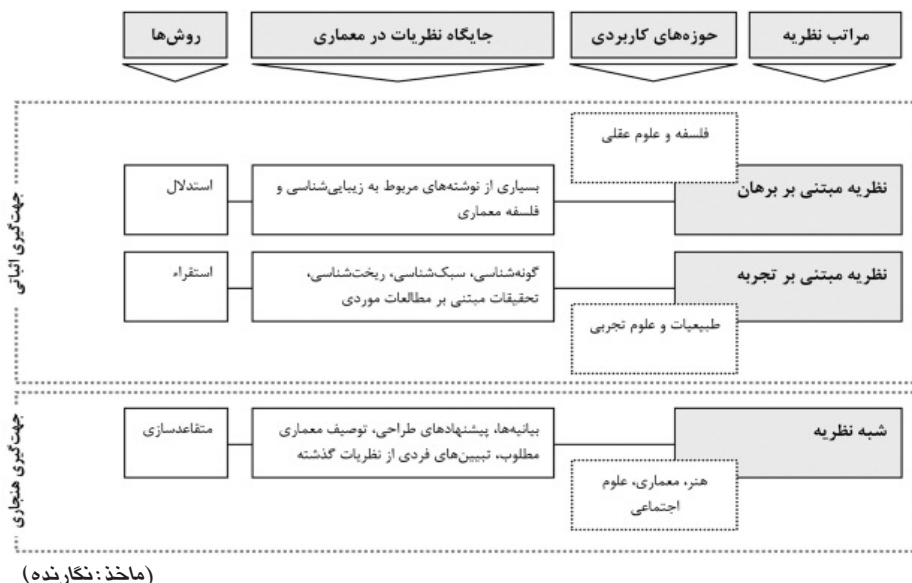 مراتب نظریه
حوزه‌های کاربردی
جایگاه نظریات در معماری
روش‌ها
جهت‌گیری اثباتی
فلسفه و علوم عقلی
نظریه مبتنی بر برهان
بسیاری از نوشته‌های مربوط به زیبایی‌شناسی و
فلسفه معماری
استدلال
نظریه مبتنی بر تجربه
گونه‌شناسی، سبک‌شناسی، ریخت‌شناسی،
تحقیقات مبتنی بر مطالعات موردی
استقراء
طبیعیات و علوم تجربی
جهت‌گیری هنجاری
شبه نظریه
بیانیه‌ها، پیشنهادهای طراحی، توصیف معماری
مطلوب، تبیین‌های فردی از نظریات گذشته
متقاعدسازی
هنر، معماری، علوم
اجتماعی
(ماخذ: نگارنده)